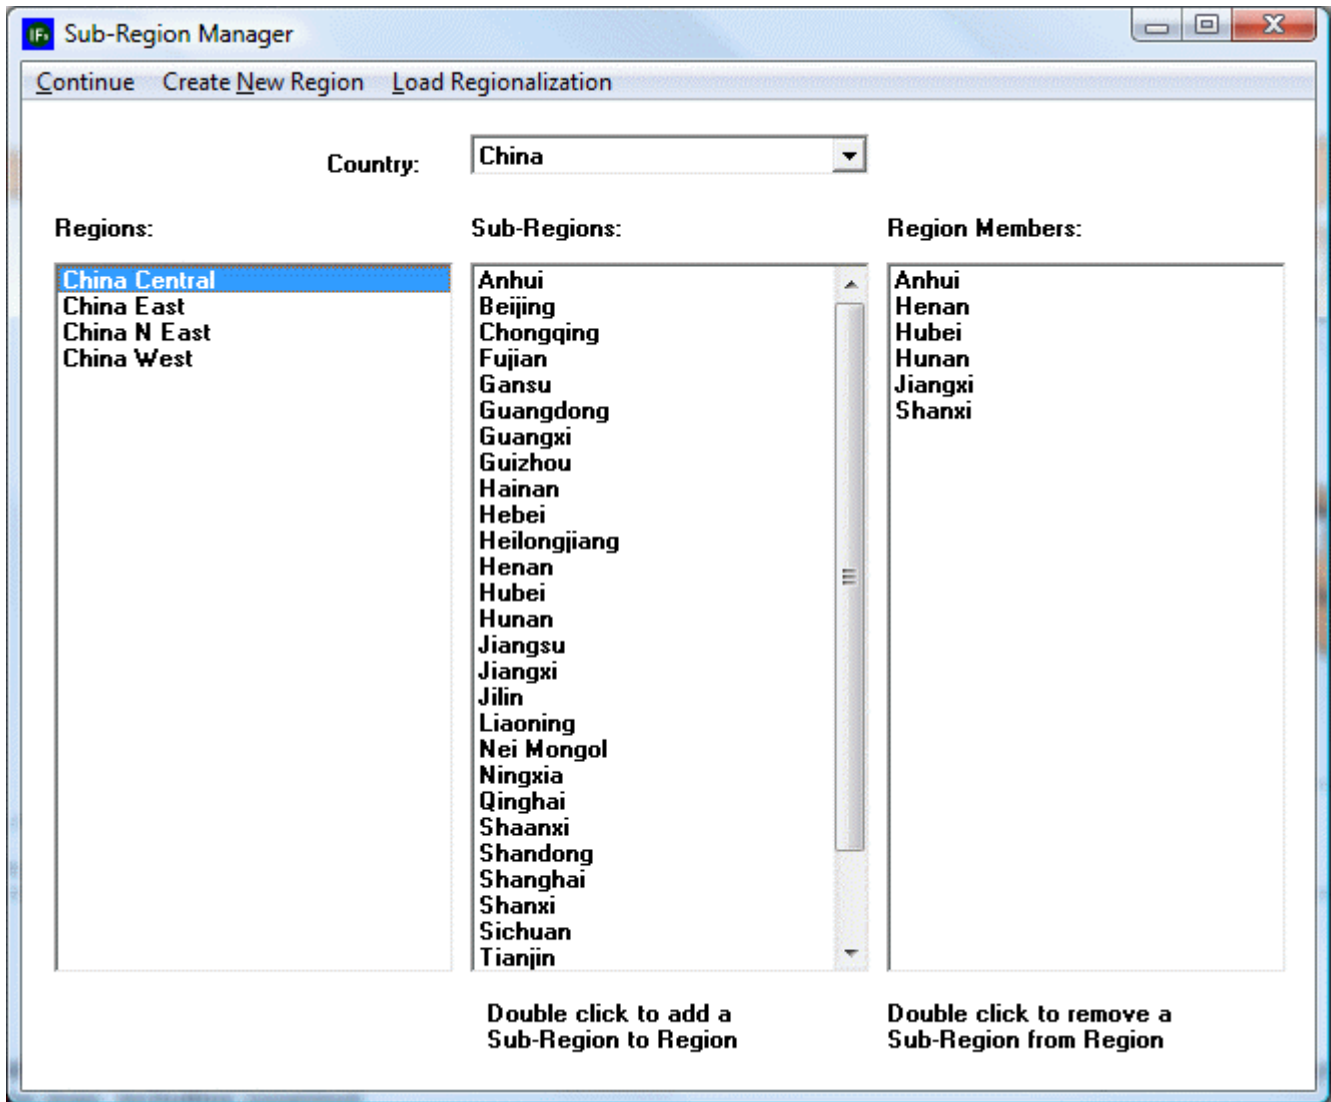 IFs Sub-Region Manager
Continue Create New Region Load Regionalization
Country: China
Regions:
China Central
China East
China N East
China West
Sub-Regions:
Anhui
Beijing
Chongqing
Fujian
Gansu
Guangdong
Guangxi
Guizhou
Hainan
Hebei
Heilongjiang
Henan
Hubei
Hunan
Jiangsu
Jiangxi
Jilin
Liaoning
Nei Mongol
Ningxia
Qinghai
Shaanxi
Shandong
Shanghai
Shanxi
Sichuan
Tianjin
Double click to add a
Sub-Region to Region
Region Members:
Anhui
Henan
Hubei
Hunan
Jiangxi
Shanxi
Double click to remove a
Sub-Region from Region